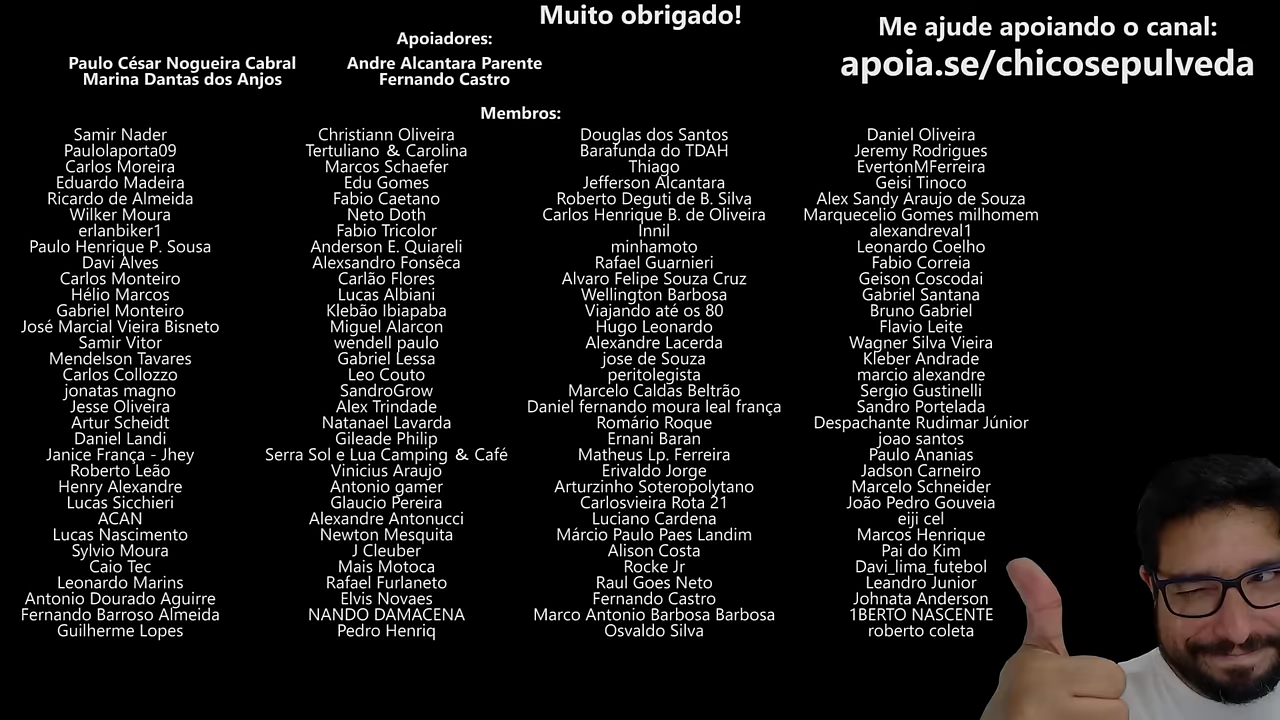 Muito obrigado!
Me ajude apoiando o canal:
apoia.se/chicosepulveda
Apoiadores:
Paulo César Nogueira Cabral
Marina Dantas dos Anjos
Andre Alcantara Parente
Fernando Castro
Membros:
Samir Nader
Paulolaporta09
Carlos Moreira
Eduardo Madeira
Ricardo de Almeida
Wilker Moura
erlanbiker1
Paulo Henrique P. Sousa
Davi Alves
Carlos Monteiro
Hélio Marcos
Gabriel Monteiro
José Marcial Vieira Bisneto
Samir Vitor
Mendelson Tavares
Carlos Collozzo
jonatas magno
Jesse Oliveira
Artur Scheidt
Daniel Landi
Janice França - Jhey
Roberto Leão
Henry Alexandre
Lucas Sicchieri
ACAN
Lucas Nascimento
Sylvio Moura
Caio Tec
Leonardo Marins
Antonio Dourado Aguirre
Fernando Barroso Almeida
Guilherme Lopes
Christiann Oliveira
Tertuliano & Carolina
Marcos Schaefer
Edu Gomes
Fabio Caetano
Neto Doth
Fabio Tricolor
Anderson E. Quiareli
Alexsandro Fonsêca
Carlão Flores
Lucas Albiani
Klebão Ibiapaba
Miguel Alarcon
wendell paulo
Gabriel Lessa
Leo Couto
SandroGrow
Alex Trindade
Natanael Lavarda
Gileade Philip
Serra Sol e Lua Camping & Café
Vinicius Araujo
Antonio gamer
Glaucio Pereira
Alexandre Antonucci
Newton Mesquita
J Cleuber
Mais Motoca
Rafael Furlaneto
Elvis Novaes
NANDO DAMACENA
Pedro Henriq
Douglas dos Santos
Barafunda do TDAH
Thiago
Jefferson Alcantara
Roberto Deguti de B. Silva
Carlos Henrique B. de Oliveira
Innil
minhamoto
Rafael Guarnieri
Alvaro Felipe Souza Cruz
Wellington Barbosa
Viajando até os 80
Hugo Leonardo
Alexandre Lacerda
jose de Souza
peritolegista
Marcelo Caldas Beltrão
Daniel fernando moura leal frança
Romário Roque
Ernani Baran
Matheus Lp. Ferreira
Erivaldo Jorge
Arturzinho Soteropolytano
Carlosvieira Rota 21
Luciano Cardena
Márcio Paulo Paes Landim
Alison Costa
Rocke Jr
Raul Goes Neto
Fernando Castro
Marco Antonio Barbosa Barbosa
Osvaldo Silva
Daniel Oliveira
Jeremy Rodrigues
EvertonMFerreira
Geisi Tinoco
Alex Sandy Araujo de Souza
Marquecelio Gomes milhomem
alexandreval1
Leonardo Coelho
Fabio Correia
Geison Coscodai
Gabriel Santana
Bruno Gabriel
Flavio Leite
Wagner Silva Vieira
Kleber Andrade
marcio alexandre
Sergio Gustinelli
Sandro Portelada
Despachante Rudimar Júnior
joao santos
Paulo Ananias
Jadson Carneiro
Marcelo Schneider
João Pedro Gouveia
eiji cel
Marcos Henrique
Pai do Kim
Davi_lima_futebol
Leandro Junior
Johnata Anderson
1BERTO NASCENTE
roberto coleta